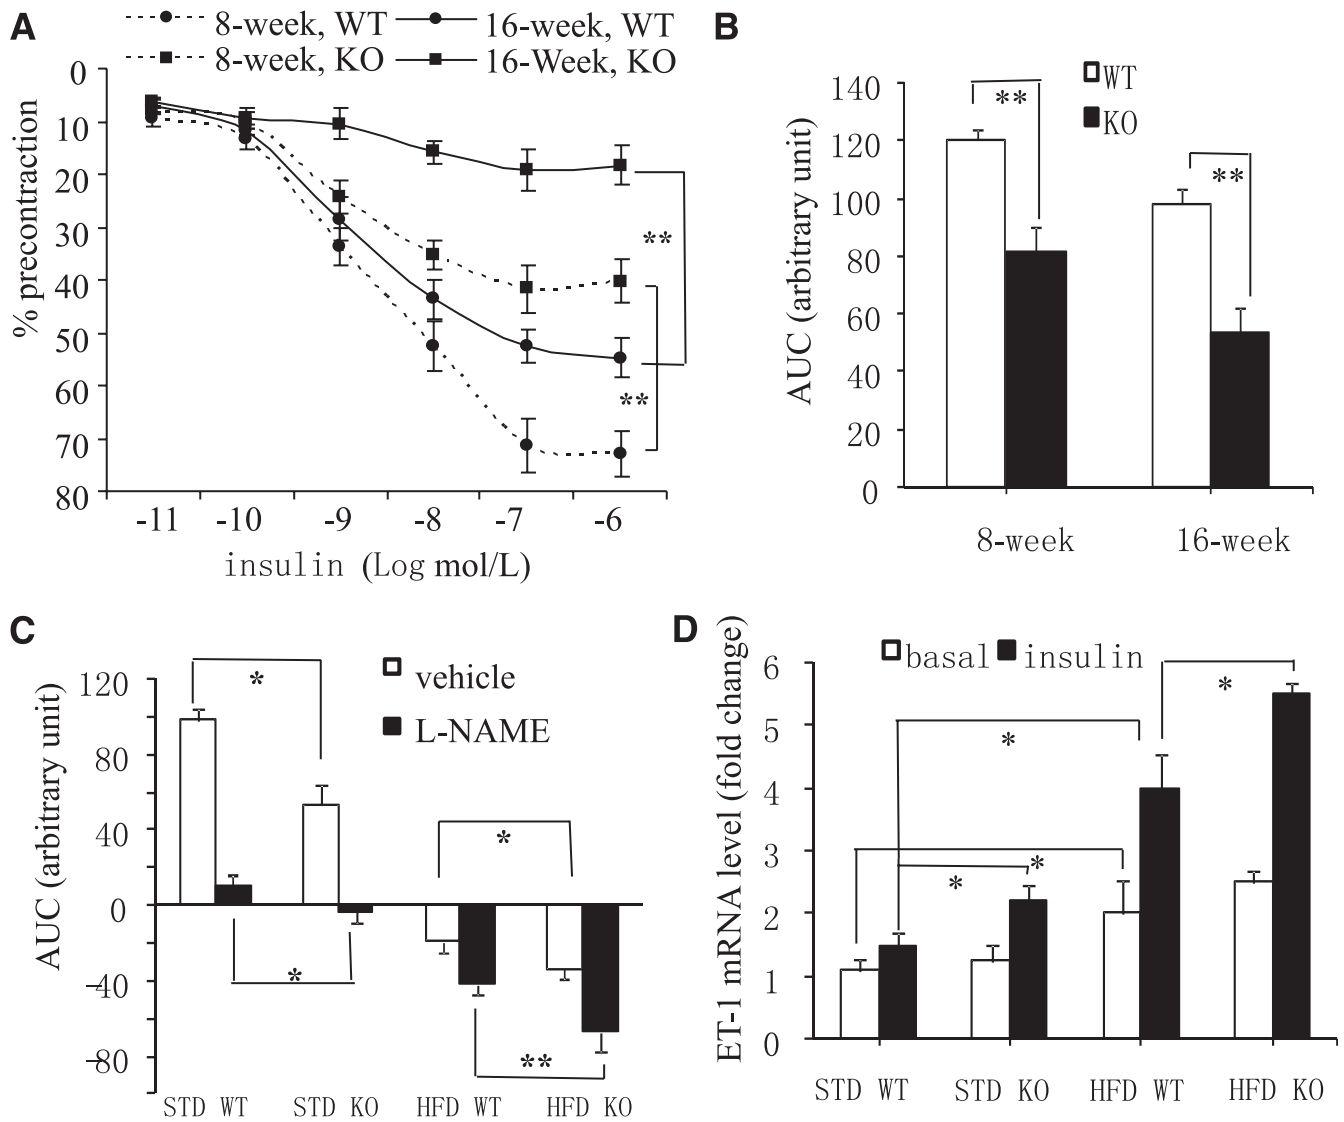 A
8-week, WT
16-week, WT
8-week, KO
16-Week, KO
% precontraction
0
10
20
30
40
50
60
70
80
**
**
-11 -10 -9 -8 -7 -6
insulin (Log mol/L)
B
WT
KO
AUC (arbitrary unit)
140
120
100
80
60
40
20
0
**
**
8-week 16-week
C
vehicle
L-NAME
AUC (arbitrary unit)
120
80
40
0
-40
-80
*
*
*
**
STD WT STD KO HFD WT HFD KO
D
basal insulin
ET-1 mRNA level (fold change)
6
5
4
3
2
1
0
*
*
*
*
STD WT STD KO HFD WT HFD KO